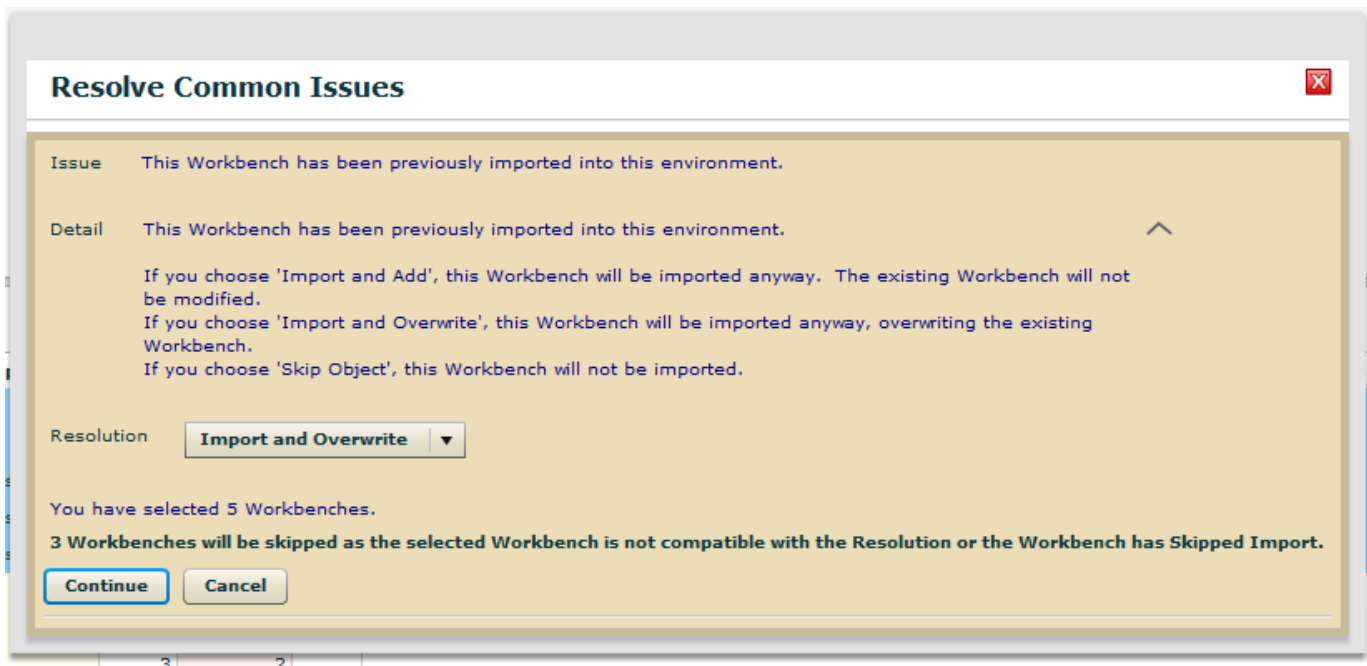 Resolve Common Issues
X
Issue This Workbench has been previously imported into this environment.
Detail This Workbench has been previously imported into this environment.
If you choose 'Import and Add', this Workbench will be imported anyway.  The existing Workbench will not
be modified.
If you choose 'Import and Overwrite', this Workbench will be imported anyway, overwriting the existing
Workbench.
If you choose 'Skip Object', this Workbench will not be imported.
Resolution Import and Overwrite
You have selected 5 Workbenches.
3 Workbenches will be skipped as the selected Workbench is not compatible with the Resolution or the Workbench has Skipped Import.
Continue Cancel
3 2